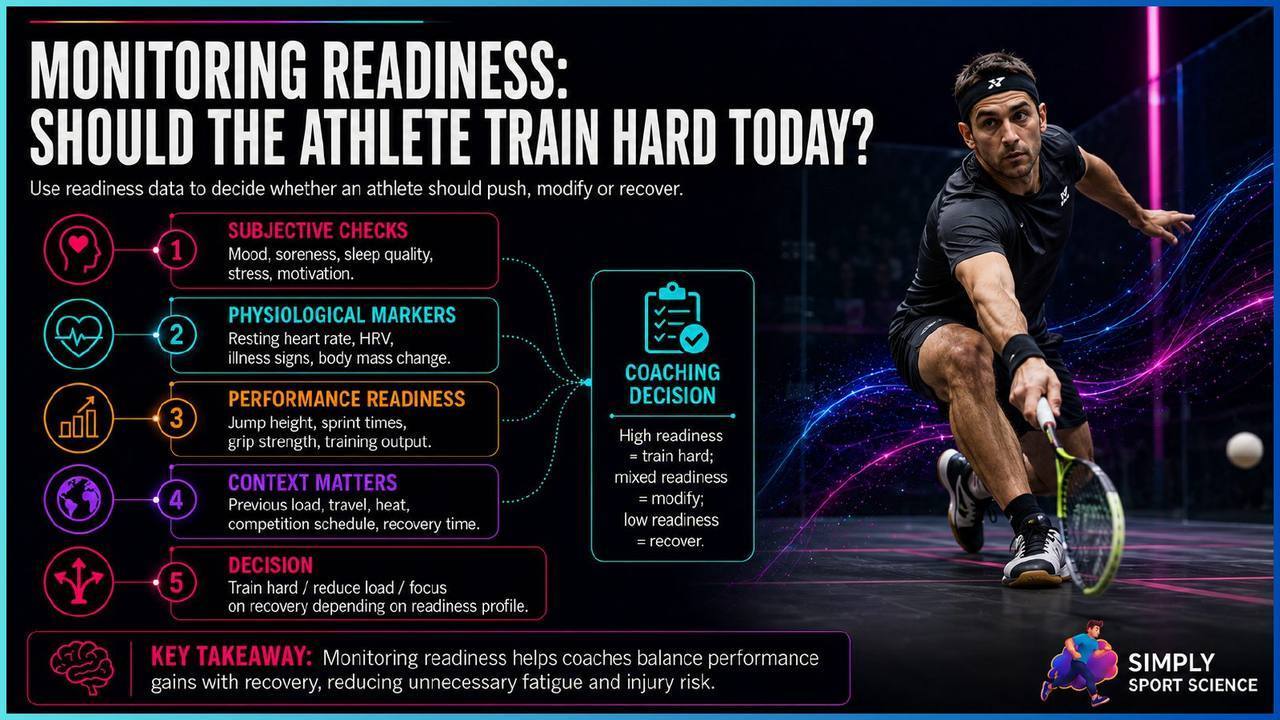 MONITORING READINESS:
SHOULD THE ATHLETE TRAIN HARD TODAY?
Use readiness data to decide whether an athlete should push, modify or recover.
1
SUBJECTIVE CHECKS
Mood, soreness, sleep quality,
stress, motivation.
2
PHYSIOLOGICAL MARKERS
Resting heart rate, HRV,
illness signs, body mass change.
3
PERFORMANCE READINESS
Jump height, sprint times,
grip strength, training output.
4
CONTEXT MATTERS
Previous load, travel, heat,
competition schedule, recovery time.
5
DECISION
Train hard / reduce load / focus
on recovery depending on readiness profile.
COACHING
DECISION
High readiness
= train hard;
mixed readiness
= modify;
low readiness
= recover.
KEY TAKEAWAY: Monitoring readiness helps coaches balance performance
gains with recovery, reducing unnecessary fatigue and injury risk.
SIMPLY
SPORT SCIENCE